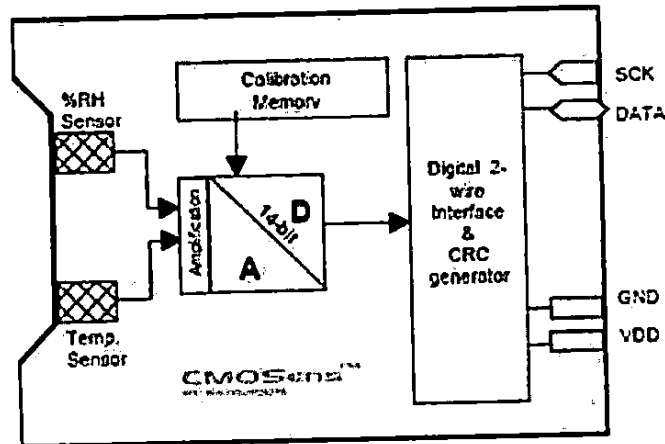 %RH
Sensor
Calibration
Memory
SCK
DATA
Amplification
14-bit
D
A
Digital 2-
wire
Interface
&
CRC
generator
GND
VDD
Temp.
Sensor
CMOSens™